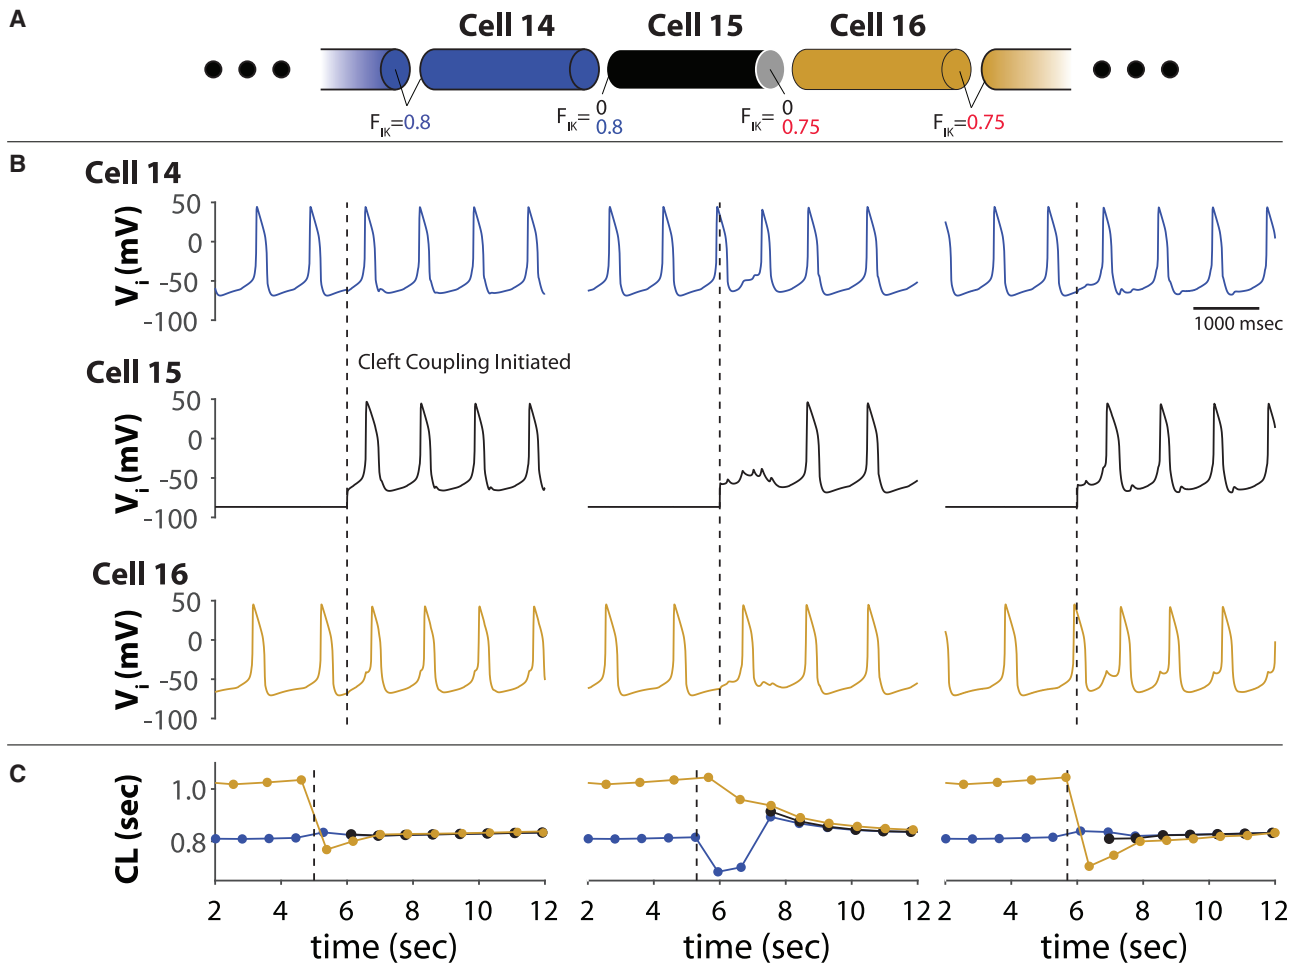 A
Cell 14 Cell 15 Cell 16
F_IK=0.8
F_IK= 0 0.8
F_IK= 0 0.75
F_IK=0.75
B
Cell 14
V_i (mV)
50
0
-50
-100
1000 msec
Cleft Coupling Initiated
Cell 15
V_i (mV)
50
0
-50
-100
Cell 16
V_i (mV)
50
0
-50
-100
C
CL (sec)
1.0
0.8
2 4 6 8 10 12
2 4 6 8 10 12
2 4 6 8 10 12
time (sec) time (sec) time (sec)